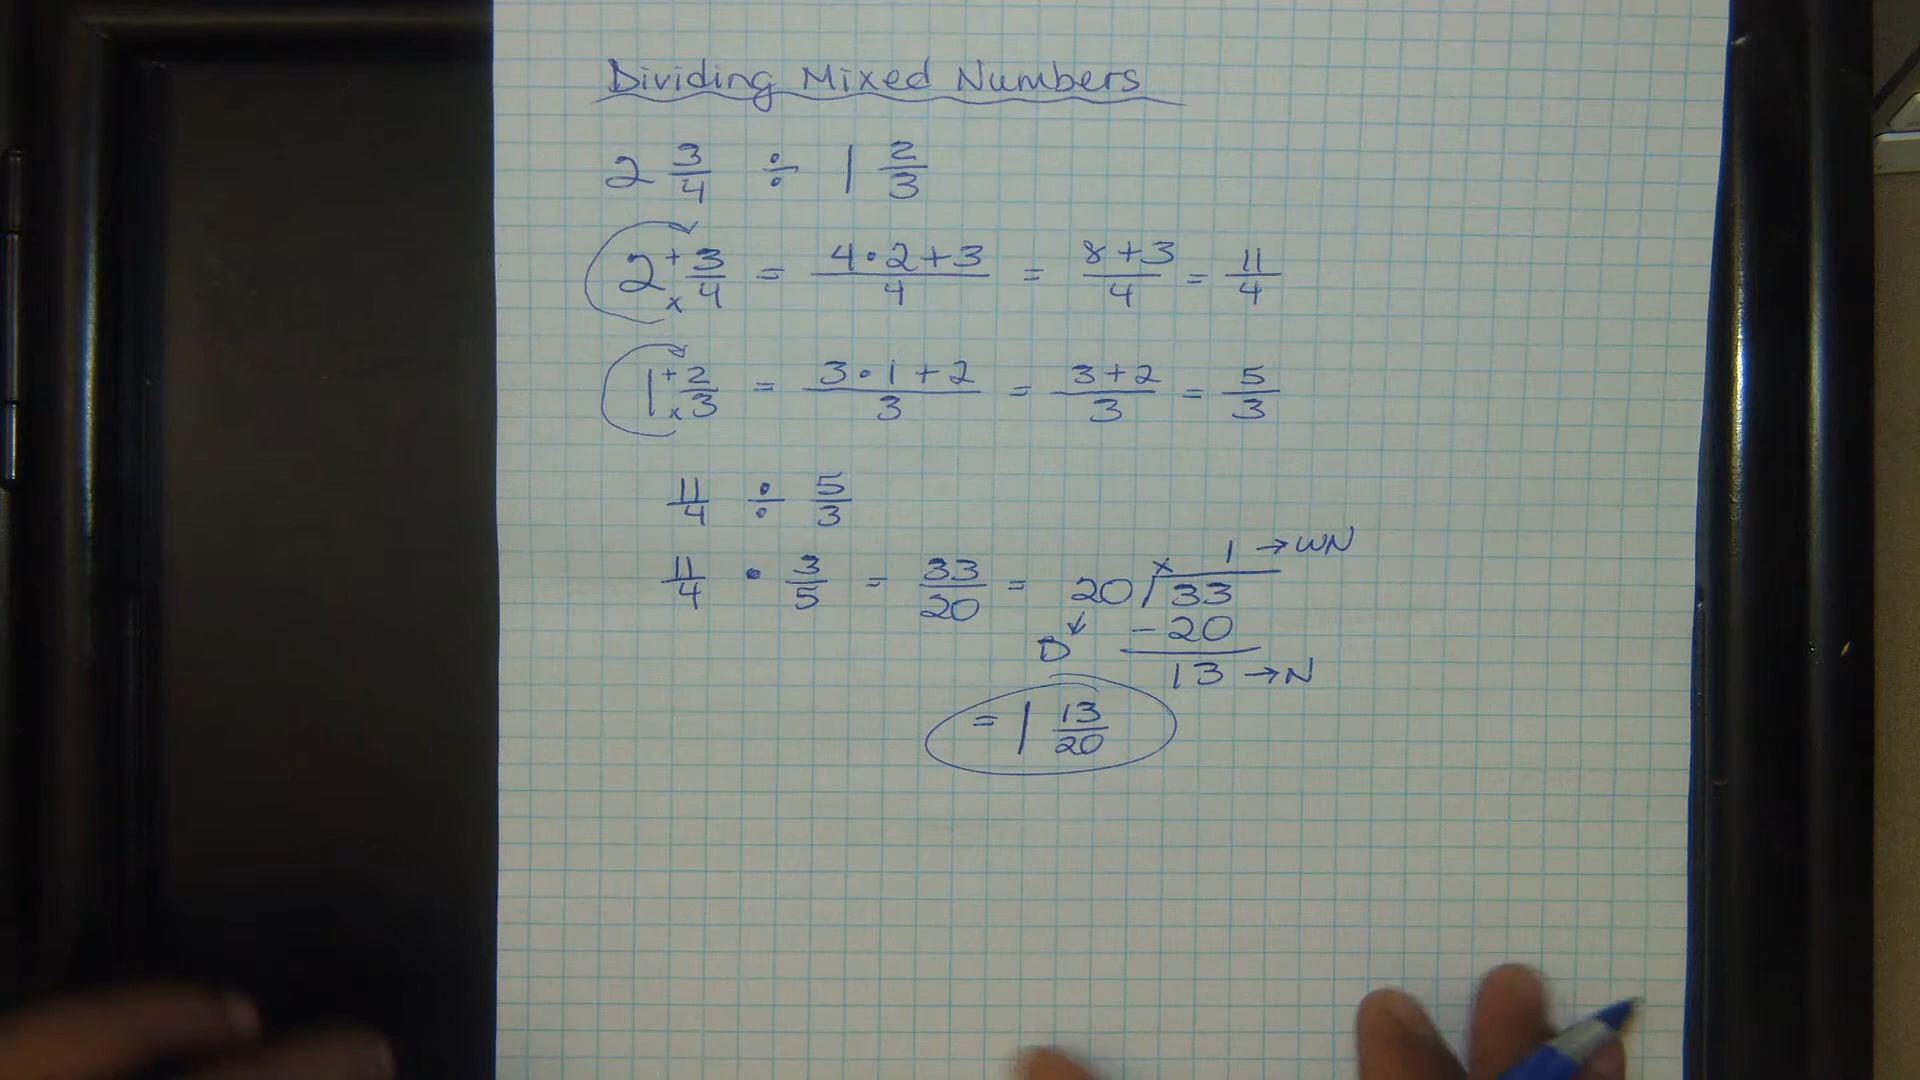 Dividing Mixed Numbers
2 3/4 ÷ 1 2/3
2 + 3/4 x = 4•2+3/4 = 8+3/4 = 11/4
1 + 2/3 x = 3•1+2/3 = 3+2/3 = 5/3
11/4 ÷ 5/3
1 → WN
11/4 • 3/5 = 33/20 = 20 x 33
D ↙ - 20
13 → N
= 1 13/20